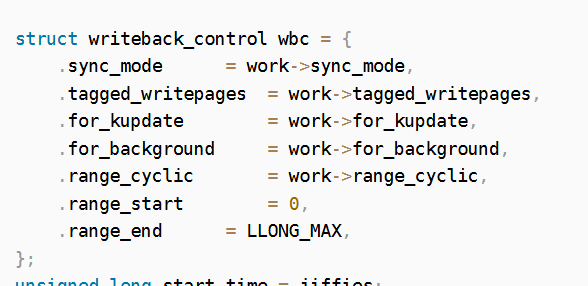 struct writeback_control wbc = {
    .sync_mode      = work->sync_mode,
    .tagged_writepages  = work->tagged_writepages,
    .for_kupdate        = work->for_kupdate,
    .for_background     = work->for_background,
    .range_cyclic       = work->range_cyclic,
    .range_start        = 0,
    .range_end      = LLONG_MAX,
};
unsigned long start_time = jiffies;